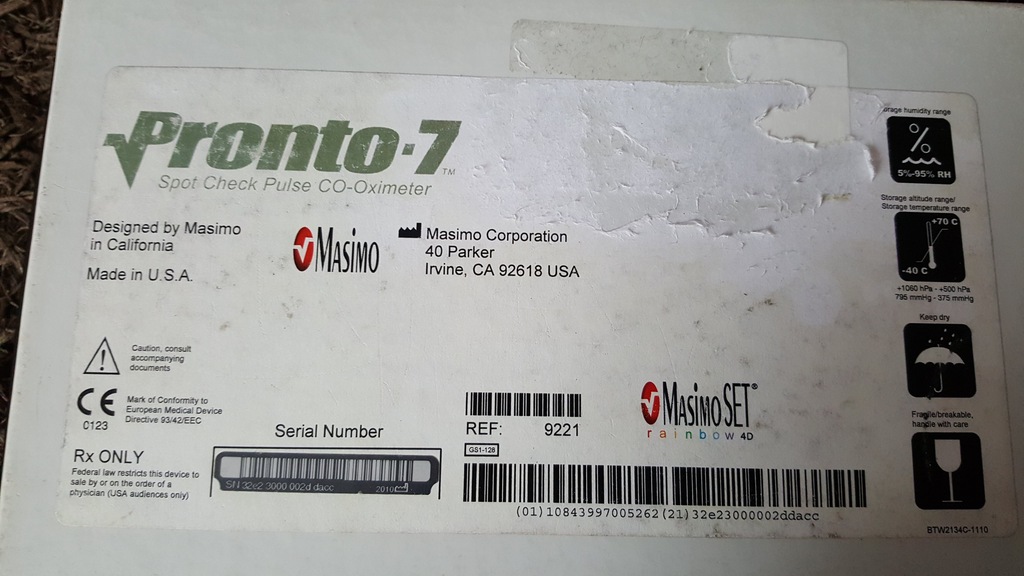 Pronto-7™
Spot Check Pulse CO-Oximeter
Designed by Masimo
in California
Made in U.S.A.
MASIMO
Masimo Corporation
40 Parker
Irvine, CA 92618 USA
Caution, consult
accompanying
documents
CE
0123
Mark of Conformity to
European Medical Device
Directive 93/42/EEC
Rx ONLY
Federal law restricts this device to
sale by or on the order of a
physician (USA audiences only)
Serial Number
SN 32e2 3000 002d dacc
2010
REF: 9221
GS1-128
MASIMO SET®
rainbow 4D
(01)10843997005262(21)32e23000002ddacc
humidity range
%
5%-95% RH
Storage altitude range/
Storage temperature range
+70 C
-40 C
+1060 hPa - +500 hPa
795 mmHg - 375 mmHg
Keep dry
Fragile/breakable,
handle with care
BTW2134C-1110